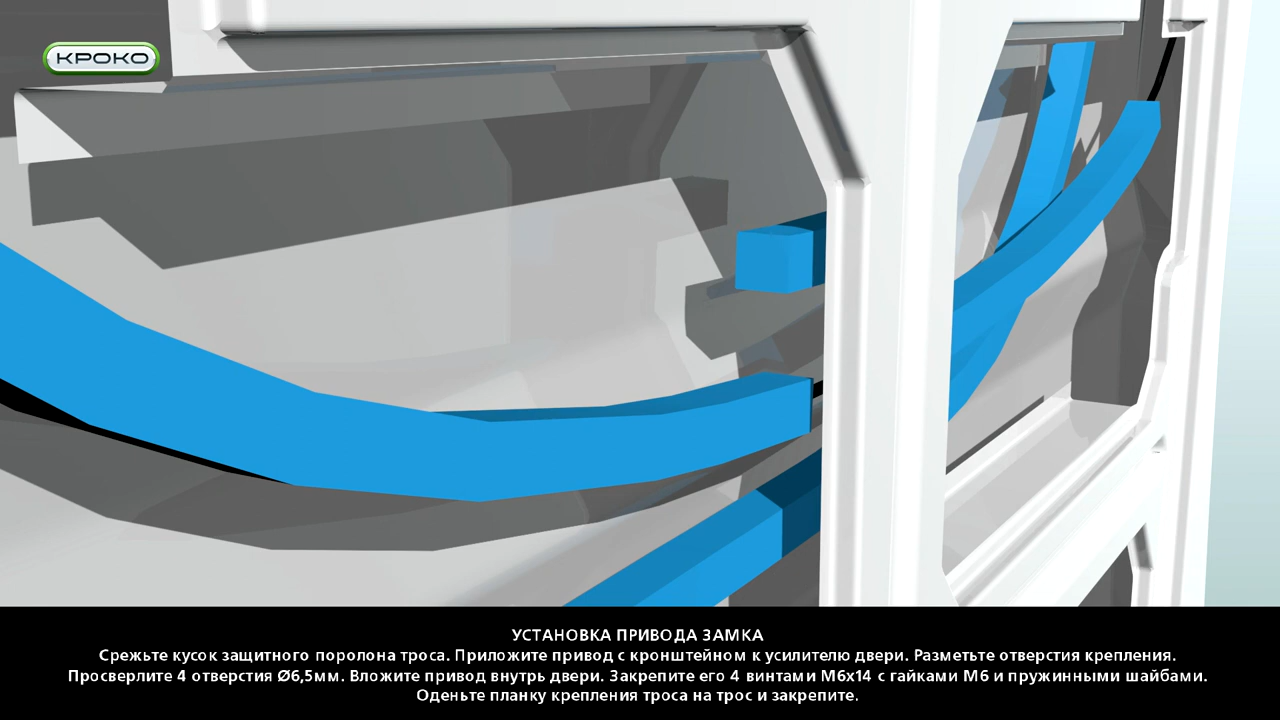 КРОКО
УСТАНОВКА ПРИВОДА ЗАМКА
Срежьте кусок защитного поролона троса. Приложите привод с кронштейном к усилителю двери. Разметьте отверстия крепления.
Просверлите 4 отверстия Ø6,5мм. Вложите привод внутрь двери. Закрепите его 4 винтами М6х14 с гайками М6 и пружинными шайбами.
Оденьте планку крепления троса на трос и закрепите.